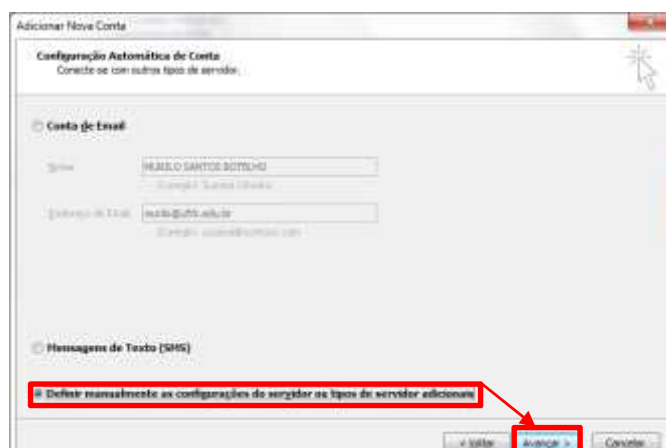 Adicionar Nova Conta
Configuração Automática de Conta
Conecte-se com outros tipos de servidor.
Conta de Email
Nome:
MURILO SANTOS BOTELHO
Endereço de Email:
Mensagens de Texto (SMS)
Definir manualmente as configurações do servidor ou tipos de servidor adicionais
< Voltar
Avançar >
Cancelar